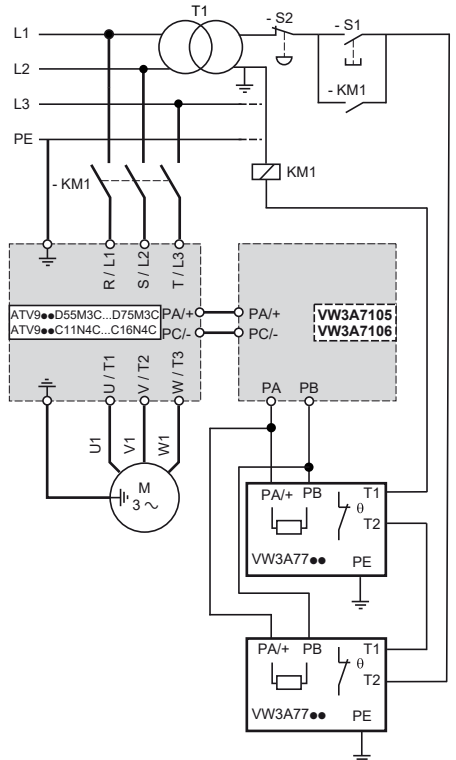 T1
- S2
- S1
L1
L2
L3
PE
- KM1
KM1
- KM1
R / L1
S / L2
T / L3
ATV9●●D55M3C...D75M3C
ATV9●●C11N4C...C16N4C
PA/+
PC/-
PA/+
PC/-
VW3A7105
VW3A7106
U / T1
V / T2
W / T3
PA
PB
U1
V1
W1
M
3 ~
PA/+
PB
T1
θ
T2
VW3A77●●
PE
PA/+
PB
T1
θ
T2
VW3A77●●
PE